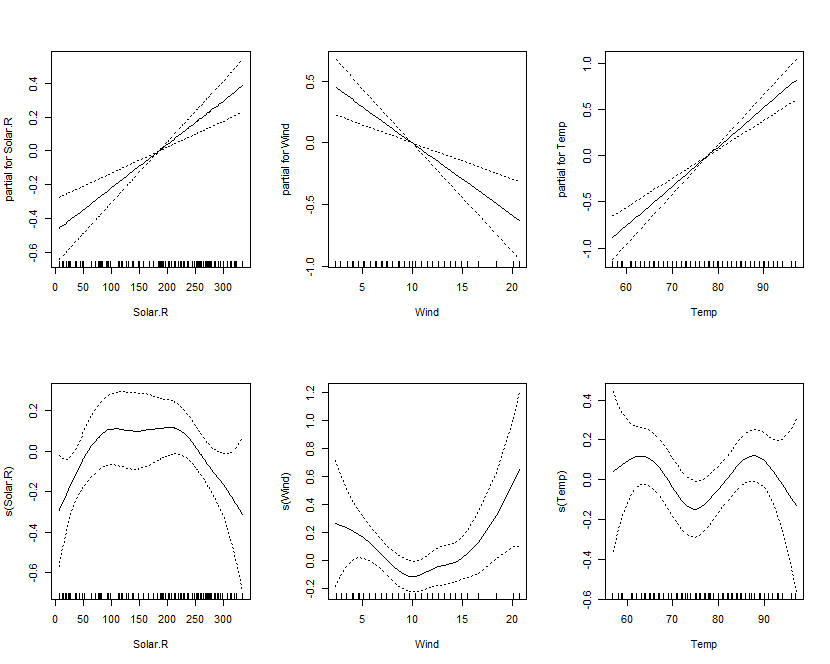 partial for Solar.R
-0.6 -0.4 -0.2 0.0 0.2 0.4
0 50 100 150 200 250 300
Solar.R
partial for Wind
-1.0 -0.5 0.0 0.5
5 10 15 20
Wind
partial for Temp
-1.0 -0.5 0.0 0.5 1.0
60 70 80 90
Temp
s(Solar.R)
-0.6 -0.4 -0.2 0.0 0.2
0 50 100 150 200 250 300
Solar.R
s(Wind)
-0.2 0.0 0.2 0.4 0.6 0.8 1.0 1.2
5 10 15 20
Wind
s(Temp)
-0.6 -0.4 -0.2 0.0 0.2 0.4
60 70 80 90
Temp